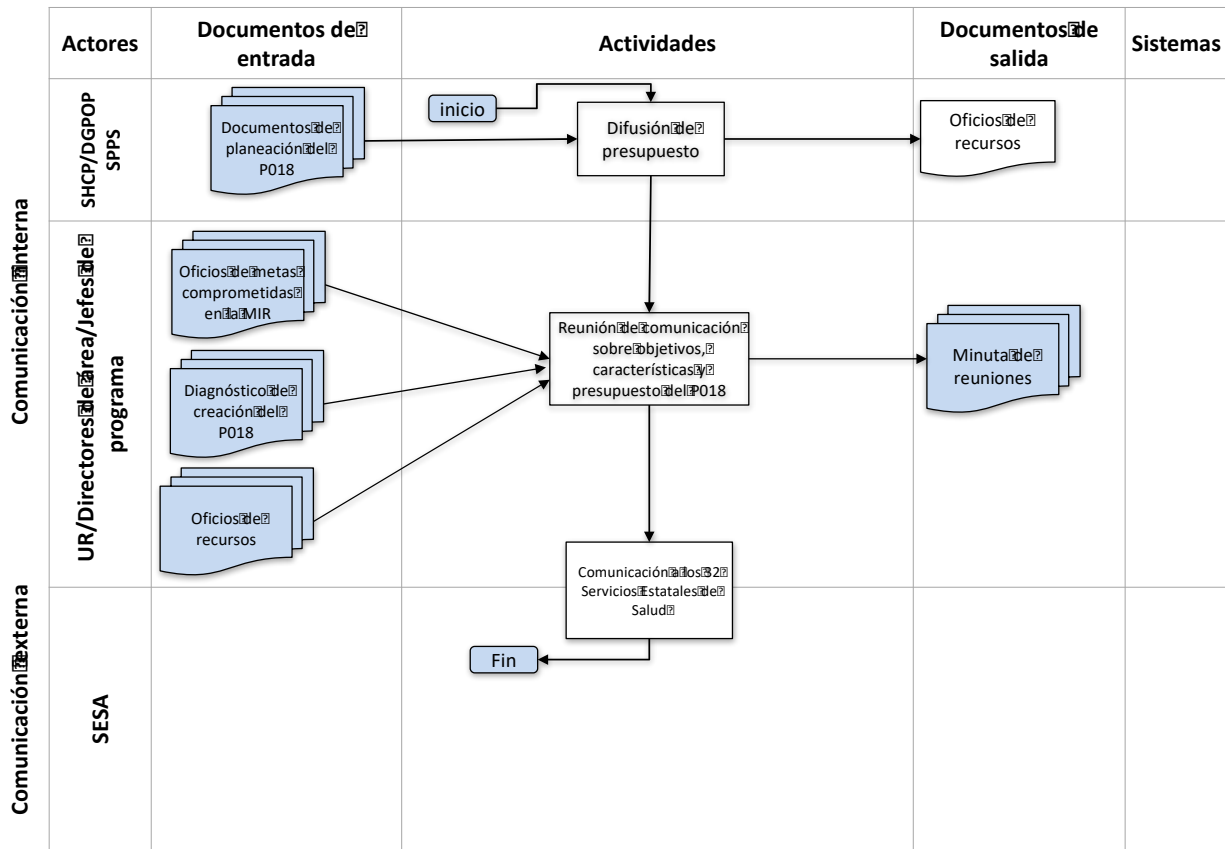 Actores
Documentos de
entrada
Actividades
Documentos de
salida
Sistemas
Comunicación interna
SHCP/DGPOP
SPPS
Documentos de
planeación del
P018
inicio
Difusión de
presupuesto
Oficios de
recursos
UR/Directores de área/Jefes de
programa
Oficios de metas
comprometidas
en la MIR
Diagnóstico de
creación del
P018
Oficios de
recursos
Reunión de comunicación
sobre objetivos,
características y
presupuesto del P018
Minuta de
reuniones
Comunicación a los 32
Servicios Estatales de
Salud
Comunicación externa
SESA
Fin